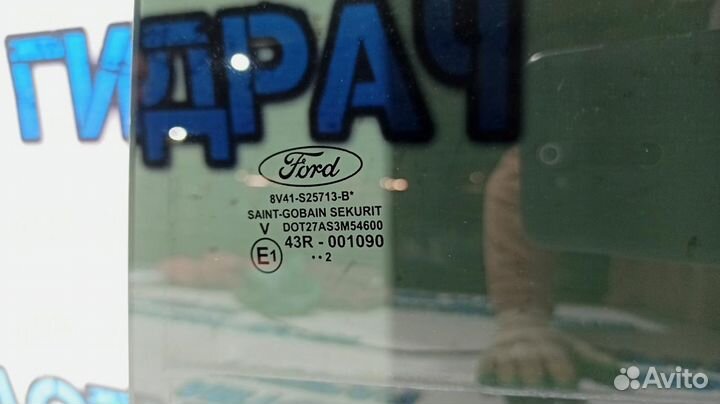 ГИДРАЧ
Ford
8V41-S25713-B*
SAINT-GOBAIN SEKURIT
V DOT27AS3M54600
E1 43R - 001090
• • 2
Avito